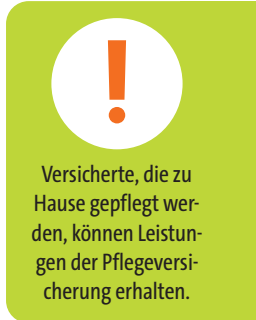 !
Versicherte, die zu
Hause gepflegt wer-
den, können Leistun-
gen der Pflegeversi-
cherung erhalten.